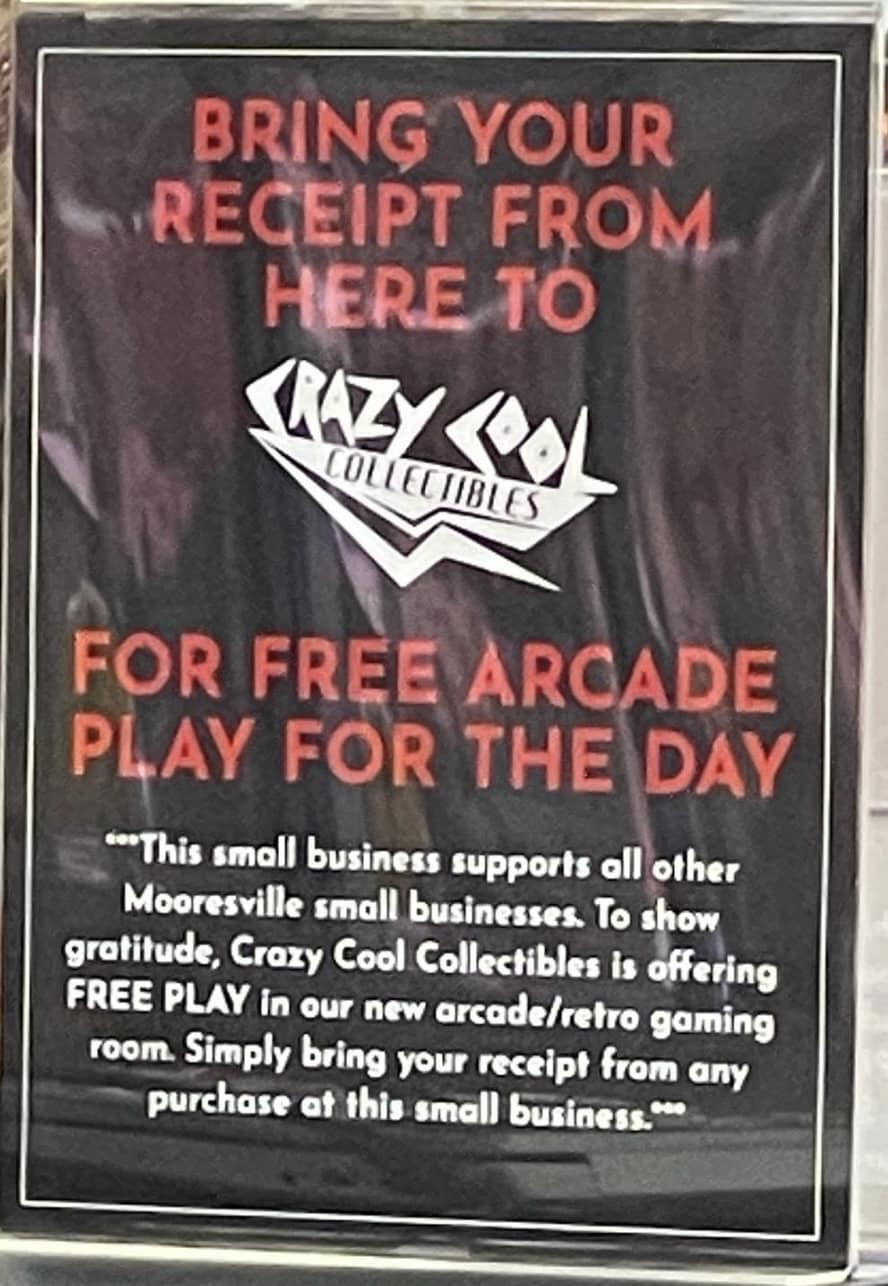 BRING YOUR
RECEIPT FROM
HERE TO
CRAZY COOL
COLLECTIBLES
FOR FREE ARCADE
PLAY FOR THE DAY
***This small business supports all other
Mooresville small businesses. To show
gratitude, Crazy Cool Collectibles is offering
FREE PLAY in our new arcade/retro gaming
room. Simply bring your receipt from any
purchase at this small business.***